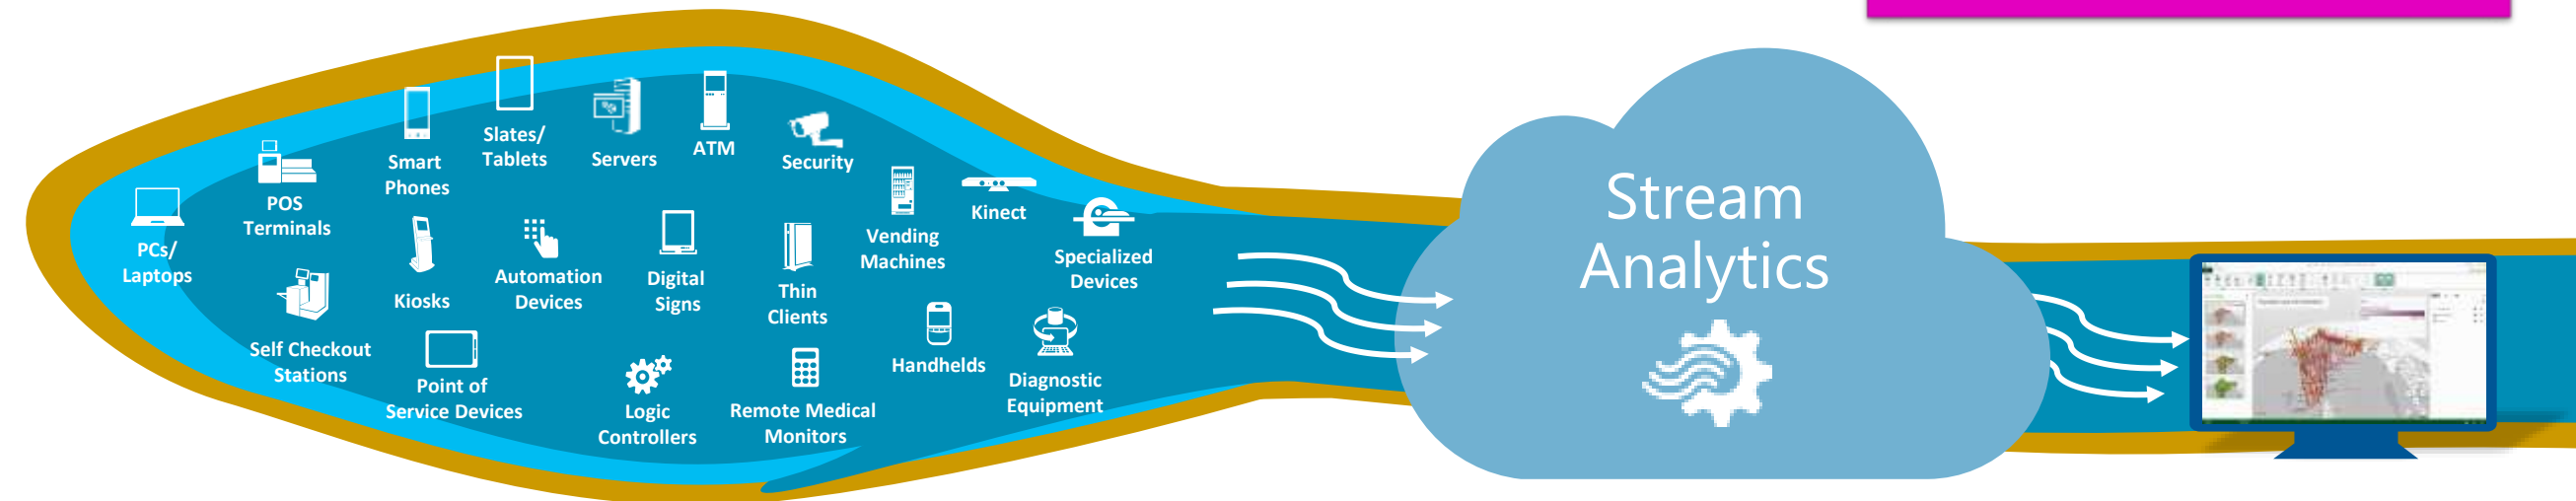 PCs/
Laptops
POS
Terminals
Smart
Phones
Slates/
Tablets
Servers
ATM
Security
Vending
Machines
Kinect
Specialized
Devices
Self Checkout
Stations
Kiosks
Automation
Devices
Digital
Signs
Thin
Clients
Handhelds
Diagnostic
Equipment
Point of
Service Devices
Logic
Controllers
Remote Medical
Monitors
Stream
Analytics